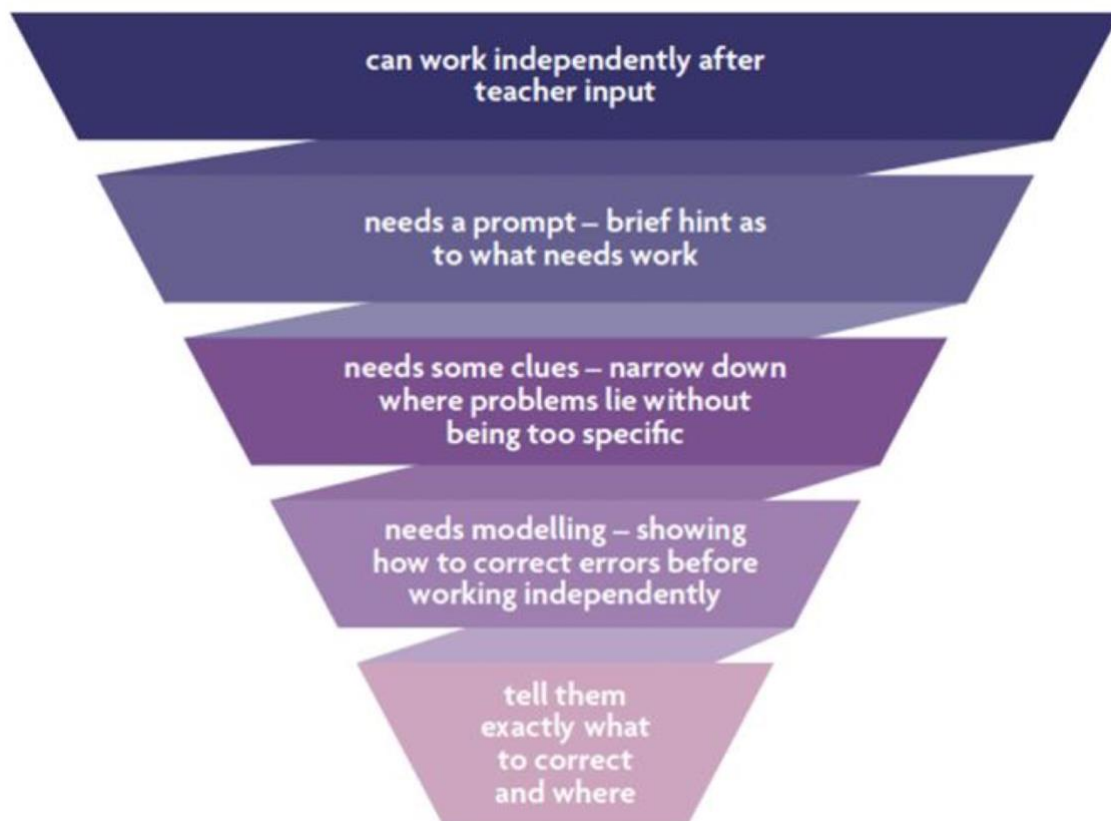 can work independently after
teacher input
needs a prompt – brief hint as
to what needs work
needs some clues – narrow down
where problems lie without
being too specific
needs modelling – showing
how to correct errors before
working independently
tell them
exactly what
to correct
and where